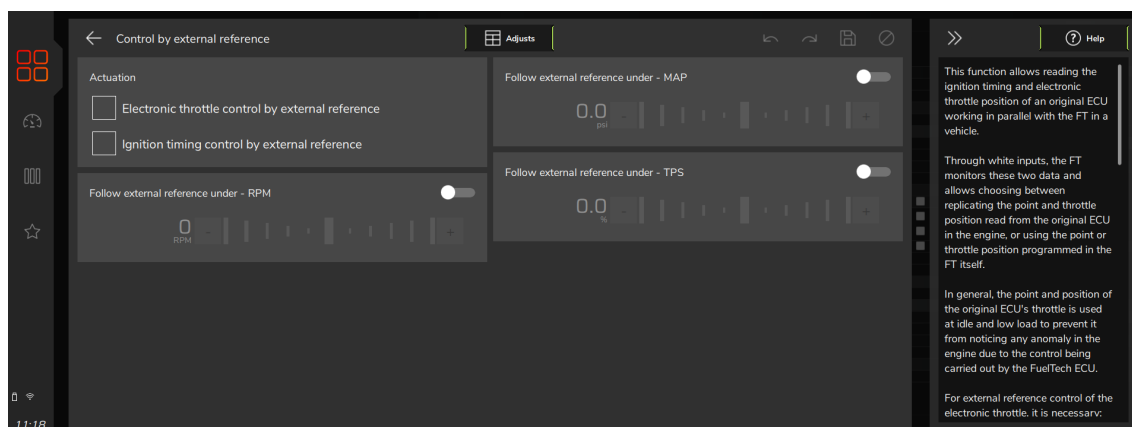 Control by external reference
Adjusts
Help
Actuation
Electronic throttle control by external reference
Ignition timing control by external reference
Follow external reference under - RPM
0
RPM
-
+
Follow external reference under - MAP
0.0
psi
-
+
Follow external reference under - TPS
0.0
%
-
+
This function allows reading the
ignition timing and electronic
throttle position of an original ECU
working in parallel with the FT in a
vehicle.
Through white inputs, the FT
monitors these two data and
allows choosing between
replicating the point and throttle
position read from the original ECU
in the engine, or using the point or
throttle position programmed in the
FT itself.
In general, the point and position of
the original ECU's throttle is used
at idle and low load to prevent it
from noticing any anomaly in the
engine due to the control being
carried out by the FuelTech ECU.
For external reference control of the
electronic throttle, it is necessary:
11:18